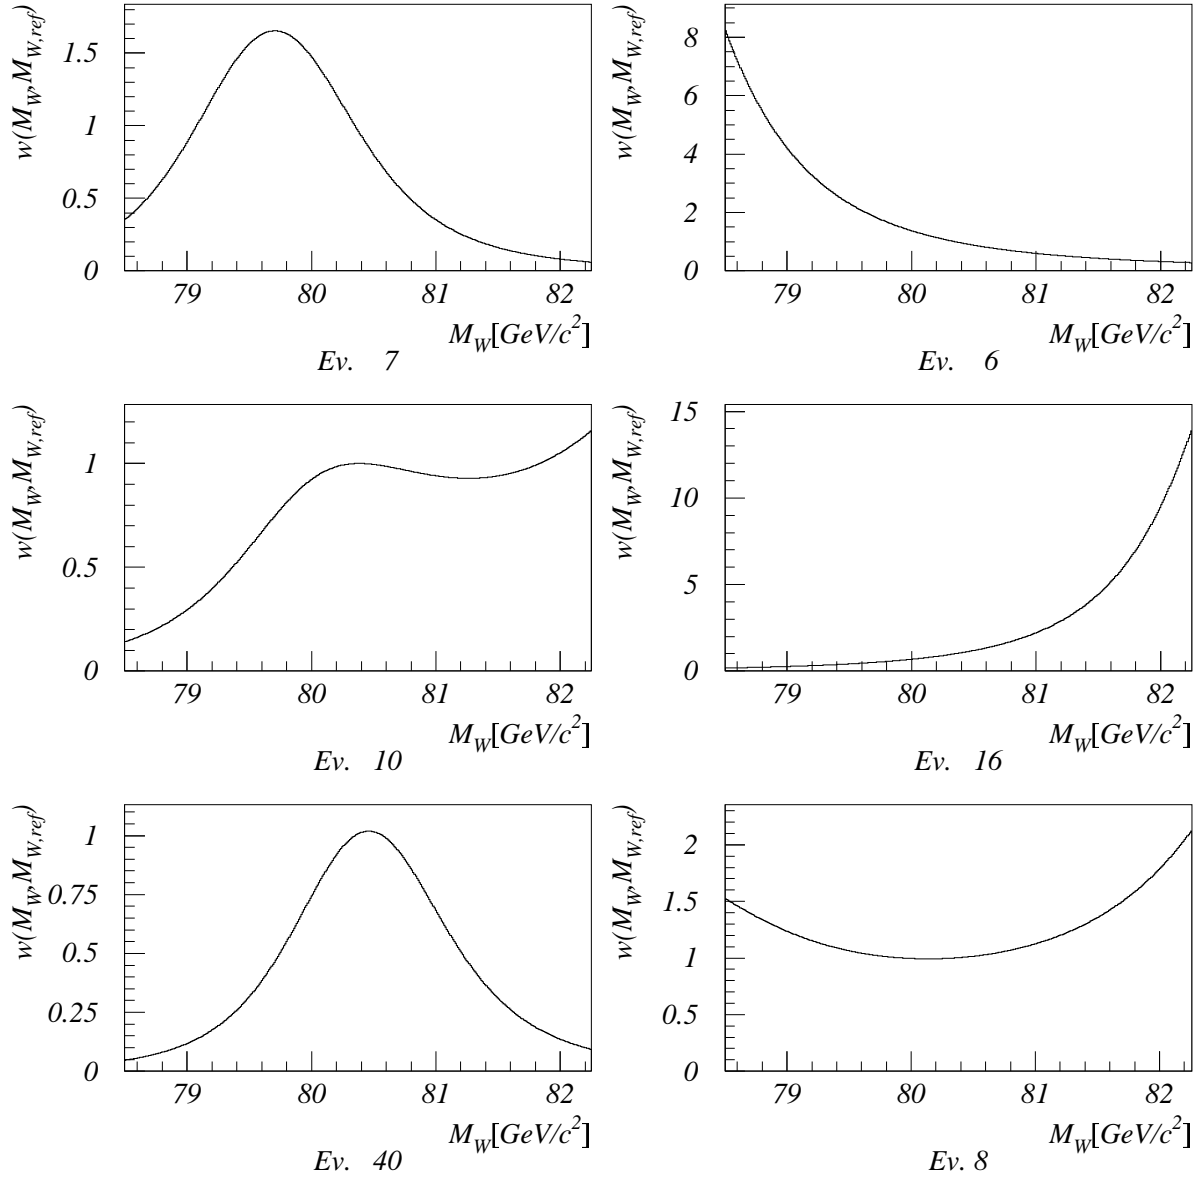 w(M_W,M_W,ref)
1.5
1
0.5
0
79 80 81 82
M_W[GeV/c^2]
Ev. 7
w(M_W,M_W,ref)
8
6
4
2
0
79 80 81 82
M_W[GeV/c^2]
Ev. 6
w(M_W,M_W,ref)
1
0.5
0
79 80 81 82
M_W[GeV/c^2]
Ev. 10
w(M_W,M_W,ref)
15
10
5
0
79 80 81 82
M_W[GeV/c^2]
Ev. 16
w(M_W,M_W,ref)
1
0.75
0.5
0.25
0
79 80 81 82
M_W[GeV/c^2]
Ev. 40
w(M_W,M_W,ref)
2
1.5
1
0.5
0
79 80 81 82
M_W[GeV/c^2]
Ev. 8